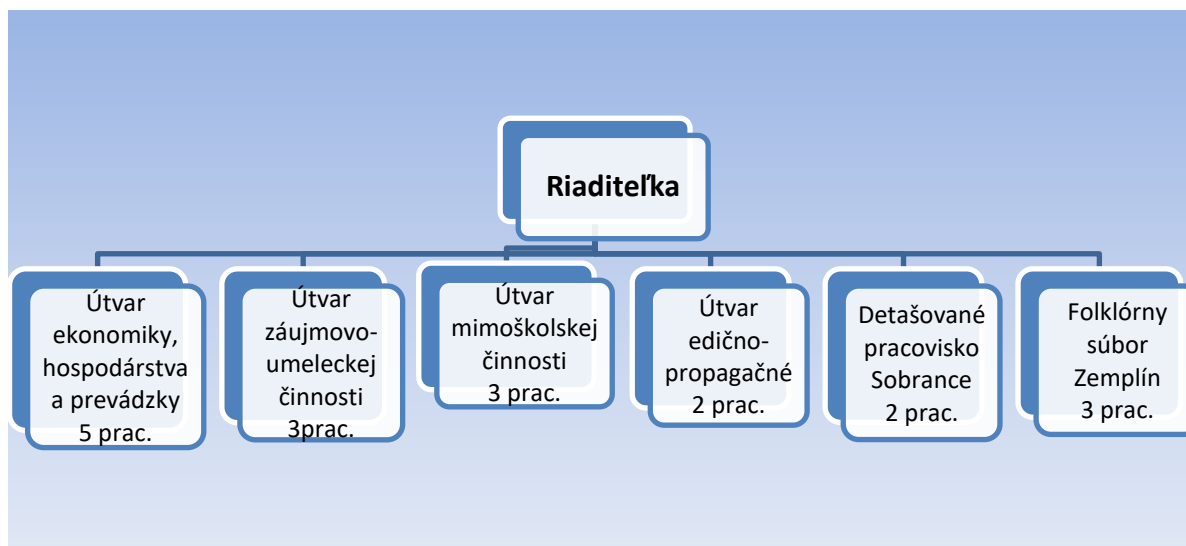 Riaditeľka
Útvar
ekonomiky,
hospodárstva
a prevádzky
5 prac.
Útvar
záujmovo-
umeleckej
činnosti
3prac.
Útvar
mimoškolskej
činnosti
3 prac.
Útvar
edično-
propagačné
2 prac.
Detašované
pracovisko
Sobrance
2 prac.
Folklórny
súbor
Zemplín
3 prac.